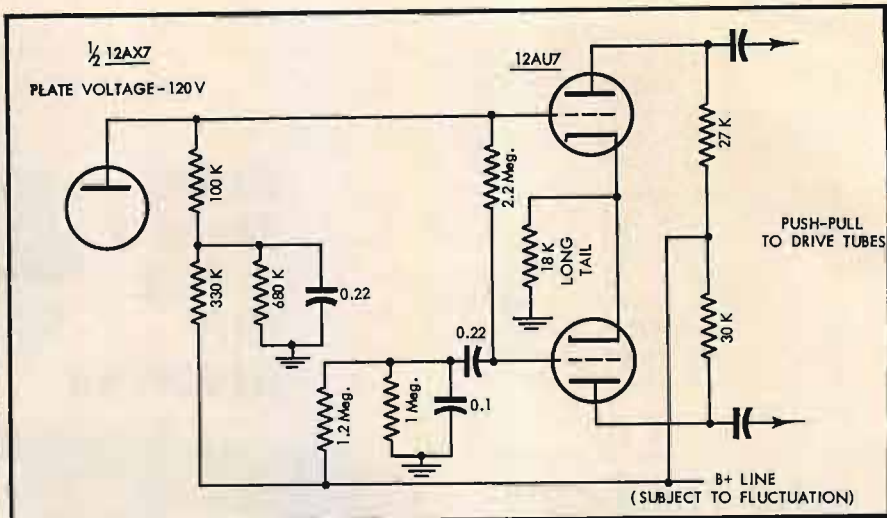 ½ 12AX7
PLATE VOLTAGE-120V
12AU7
100 K
330 K
680 K
0.22
2.2 Meg.
18 K
LONG
TAIL
27 K
PUSH-PULL
TO DRIVE TUBES
30 K
0.22
1.2 Meg.
1 Meg.
0.1
B+ LINE
(SUBJECT TO FLUCTUATION)